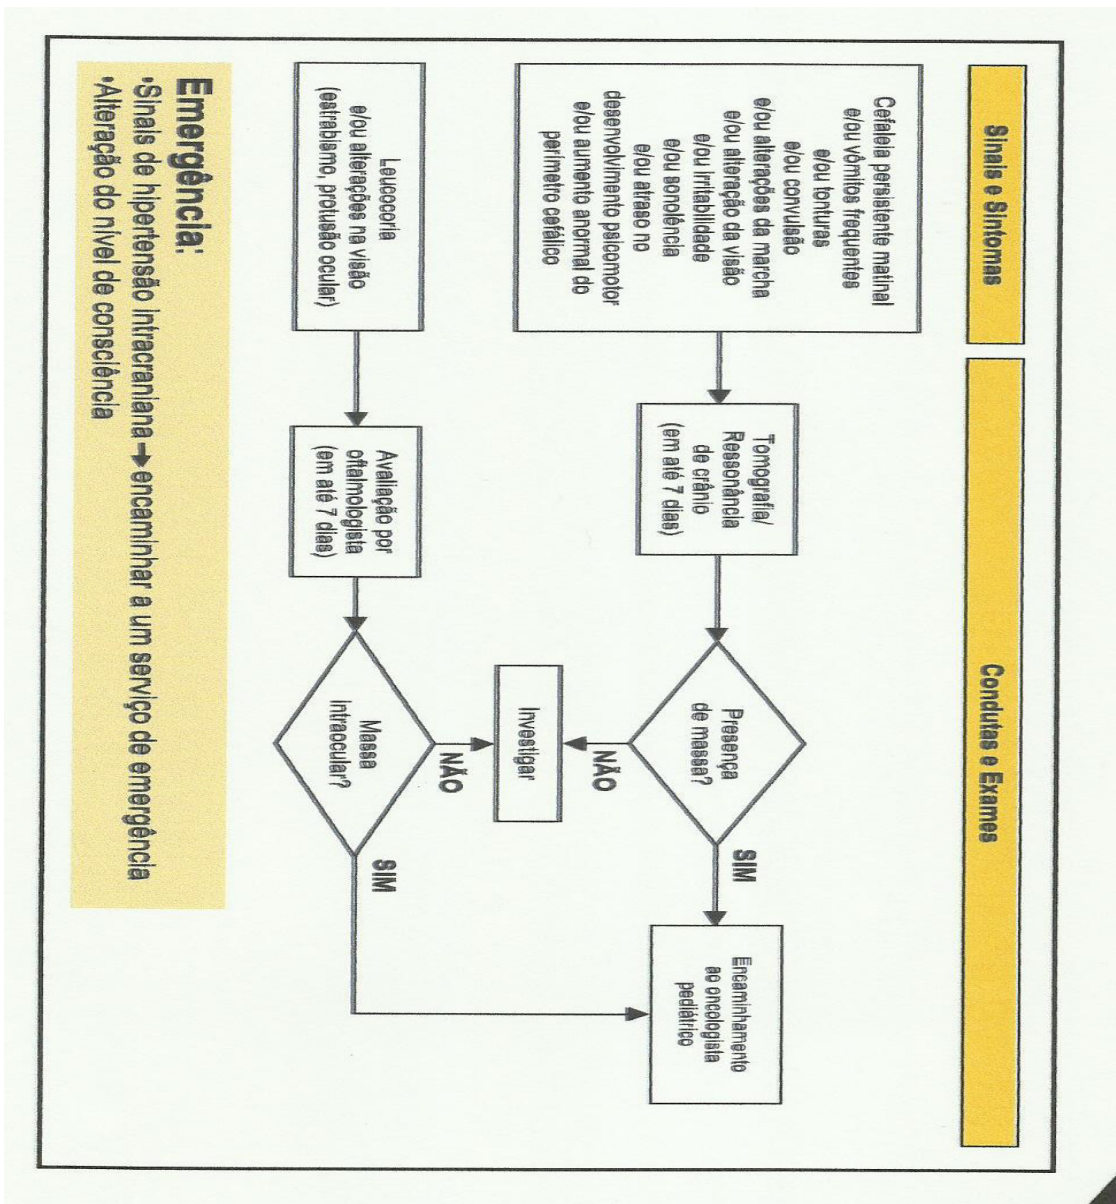 Sinais e Sintomas
Condutas e Exames
Cefaleia persistente matinal
e/ou vômitos frequentes
e/ou tonturas
e/ou convulsão
e/ou alterações da marcha
e/ou alteração da visão
e/ou irritabilidade
e/ou sonolência
e/ou atraso no
desenvolvimento psicomotor
e/ou aumento anormal do
perímetro cefálico
Tomografia/
Ressonância
de crânio
(em até 7 dias)
Presença
de massa?
SIM
Encaminhamento
ao oncologista
pediátrico
NÃO
Investigar
NÃO
Leucocoria
e/ou alterações na visão
(estrabismo, protusão ocular)
Avaliação por
oftalmologista
(em até 7 dias)
Massa
intraocular?
SIM
Emergência:
•Sinais de hipertensão intracraniana➔encaminhar a um serviço de emergência
•Alteração do nível de consciência